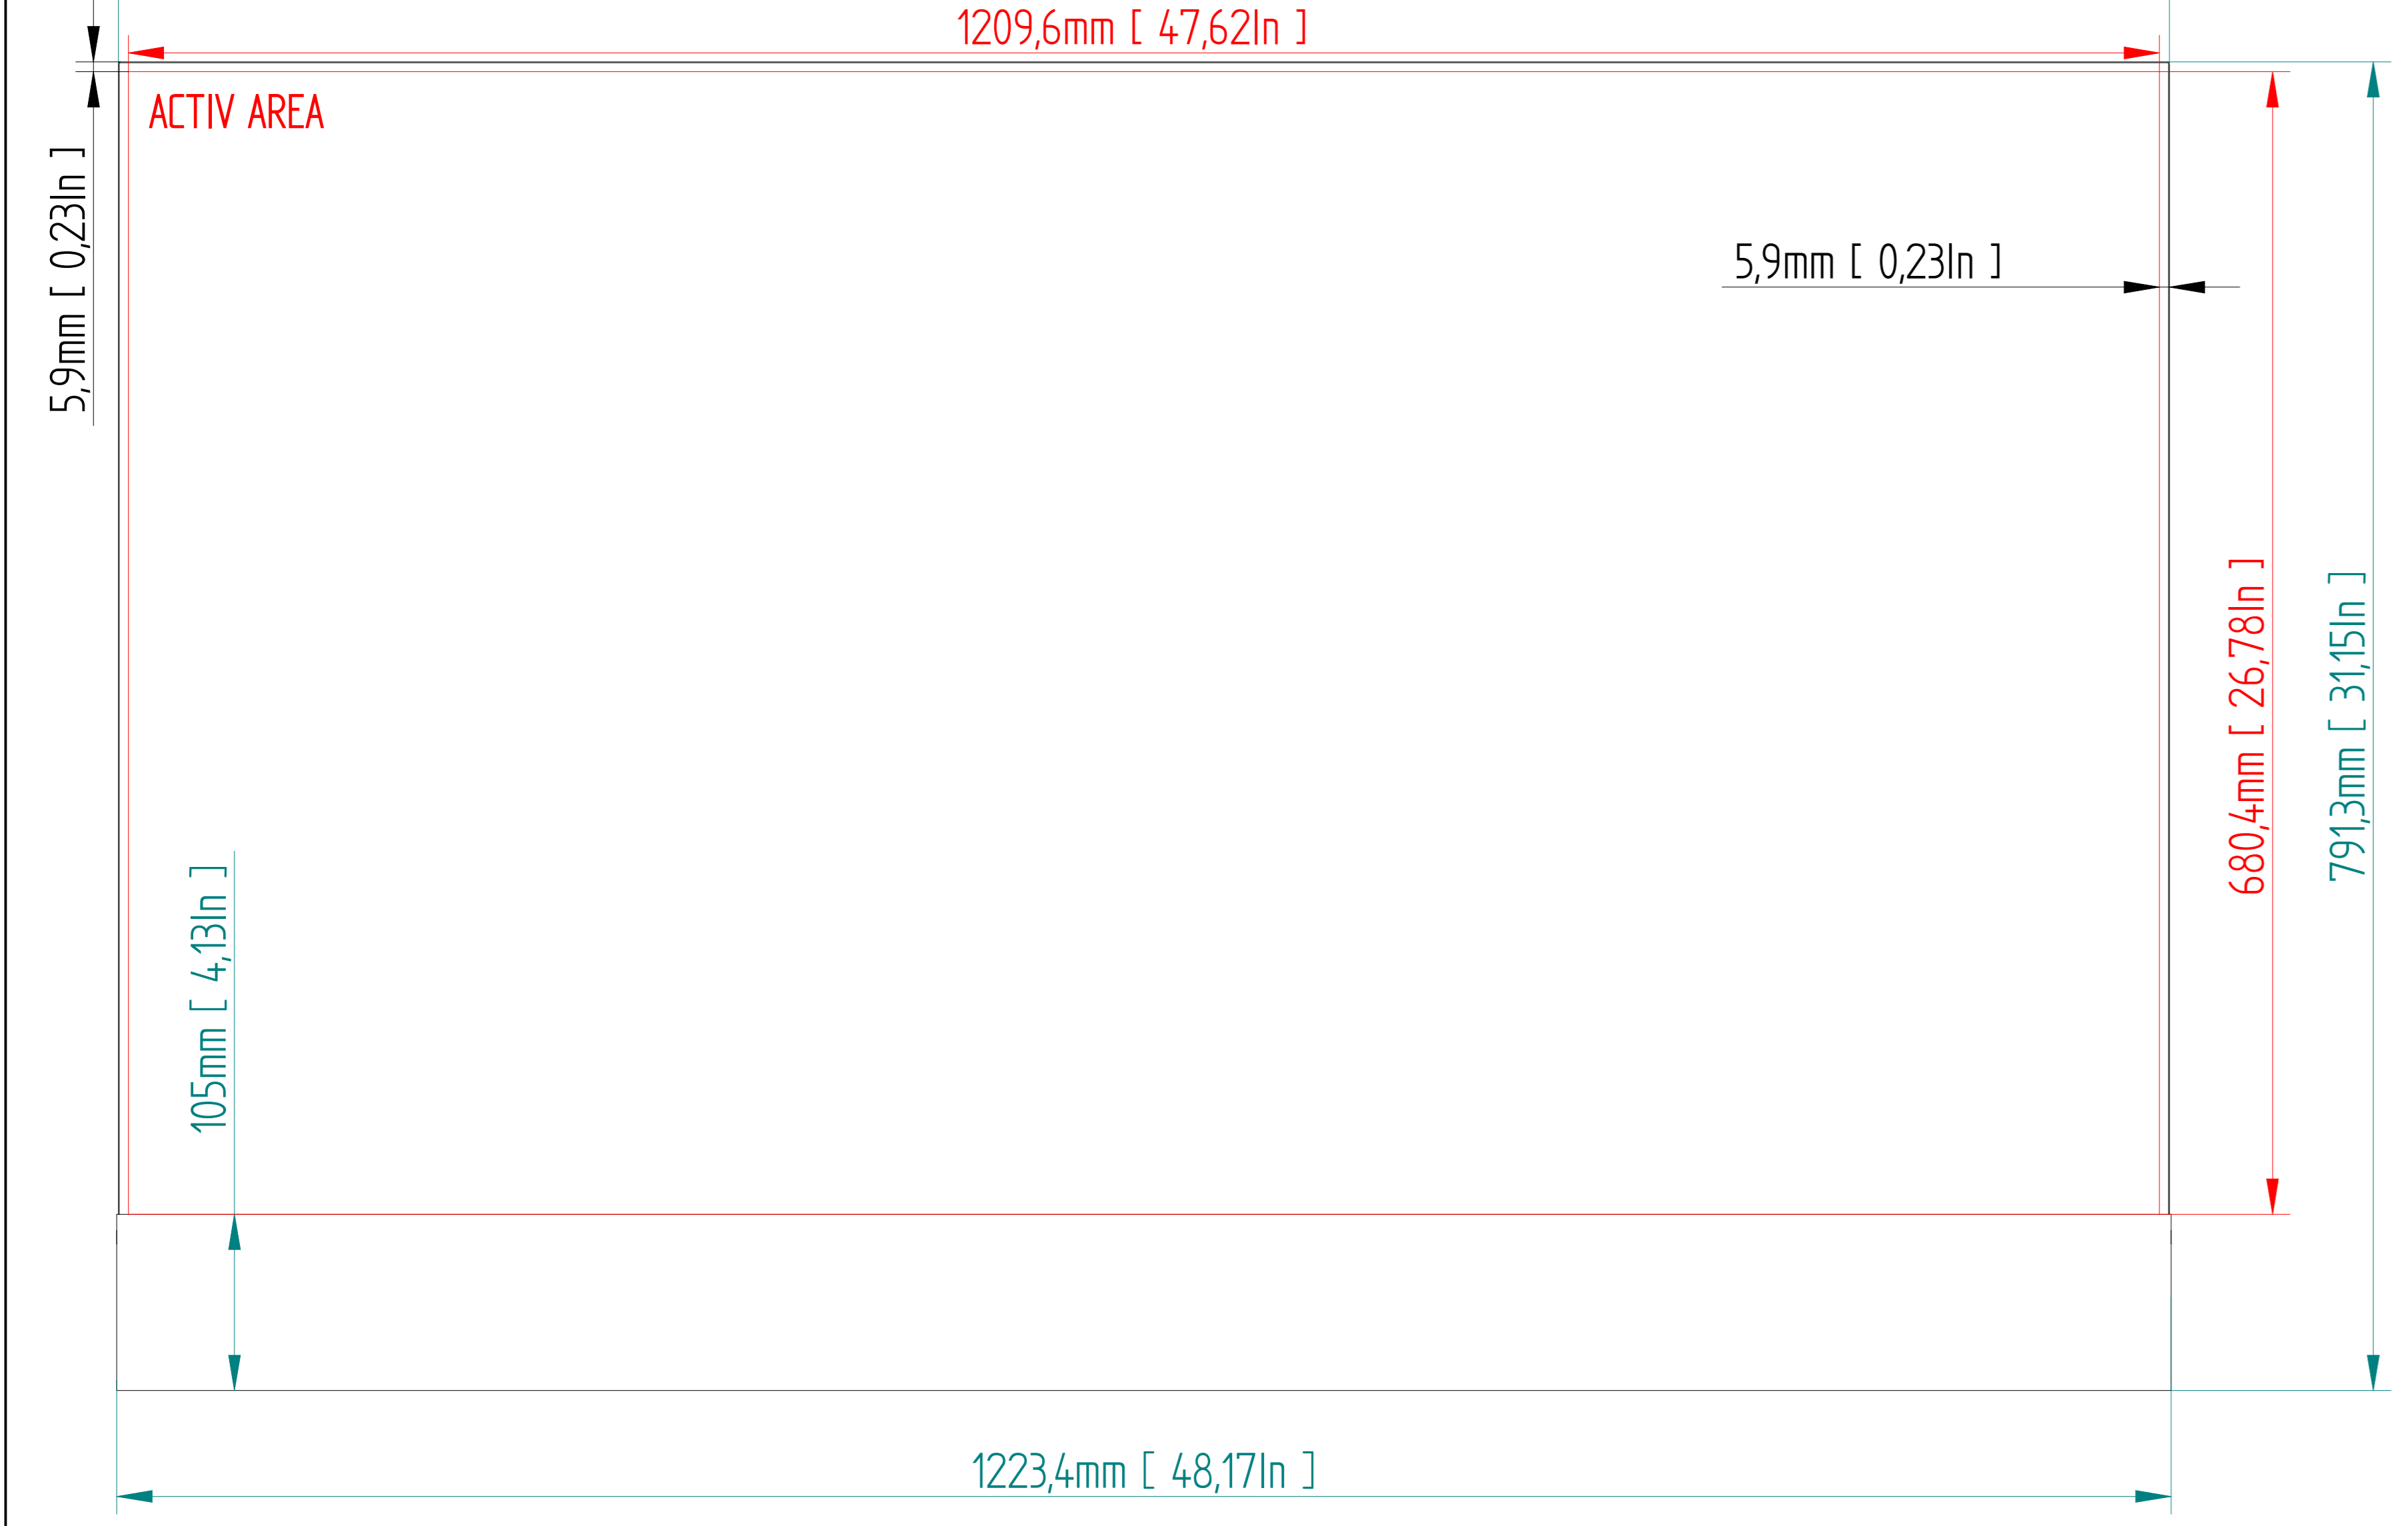 1209,6mm [ 47,62In ]
ACTIV AREA
5,9mm [ 0,23In ]
5,9mm [ 0,23In ]
680,4mm [ 26,78In ]
791,3mm [ 31,15In ]
105mm [ 4,13In ]
1223,4mm [ 48,17In ]